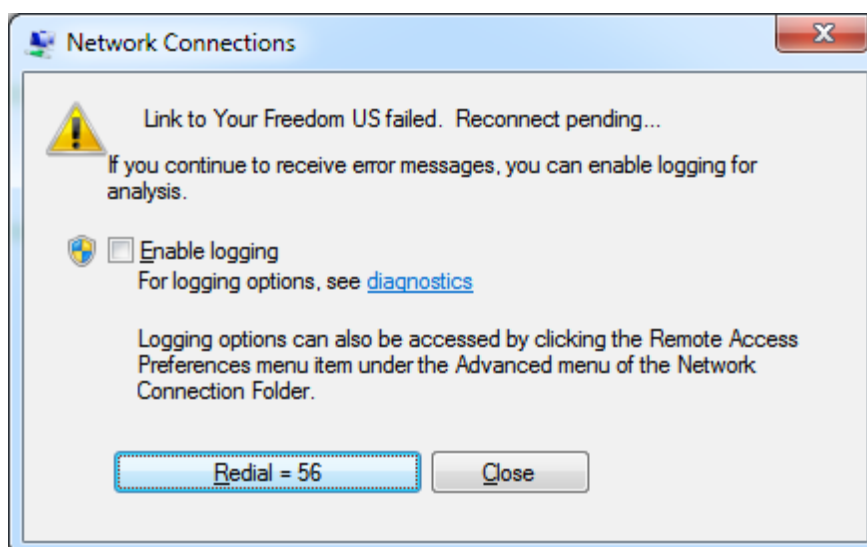 Network Connections
Link to Your Freedom US failed.  Reconnect pending...
If you continue to receive error messages, you can enable logging for
analysis.
Enable logging
For logging options, see diagnostics
Logging options can also be accessed by clicking the Remote Access
Preferences menu item under the Advanced menu of the Network
Connection Folder.
Redial = 56
Close